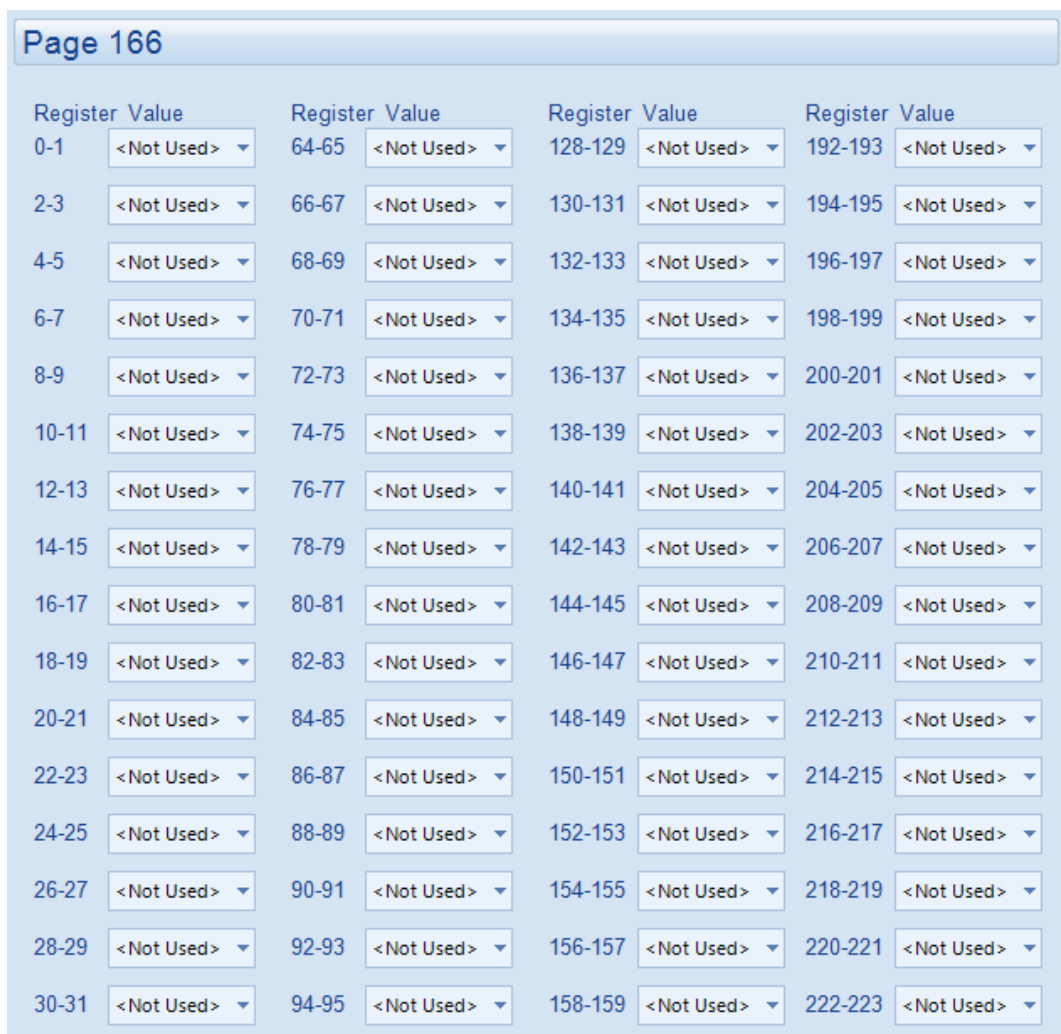 Page 166
Register Value Register Value Register Value Register Value
0-1 <Not Used> 64-65 <Not Used> 128-129 <Not Used> 192-193 <Not Used>
2-3 <Not Used> 66-67 <Not Used> 130-131 <Not Used> 194-195 <Not Used>
4-5 <Not Used> 68-69 <Not Used> 132-133 <Not Used> 196-197 <Not Used>
6-7 <Not Used> 70-71 <Not Used> 134-135 <Not Used> 198-199 <Not Used>
8-9 <Not Used> 72-73 <Not Used> 136-137 <Not Used> 200-201 <Not Used>
10-11 <Not Used> 74-75 <Not Used> 138-139 <Not Used> 202-203 <Not Used>
12-13 <Not Used> 76-77 <Not Used> 140-141 <Not Used> 204-205 <Not Used>
14-15 <Not Used> 78-79 <Not Used> 142-143 <Not Used> 206-207 <Not Used>
16-17 <Not Used> 80-81 <Not Used> 144-145 <Not Used> 208-209 <Not Used>
18-19 <Not Used> 82-83 <Not Used> 146-147 <Not Used> 210-211 <Not Used>
20-21 <Not Used> 84-85 <Not Used> 148-149 <Not Used> 212-213 <Not Used>
22-23 <Not Used> 86-87 <Not Used> 150-151 <Not Used> 214-215 <Not Used>
24-25 <Not Used> 88-89 <Not Used> 152-153 <Not Used> 216-217 <Not Used>
26-27 <Not Used> 90-91 <Not Used> 154-155 <Not Used> 218-219 <Not Used>
28-29 <Not Used> 92-93 <Not Used> 156-157 <Not Used> 220-221 <Not Used>
30-31 <Not Used> 94-95 <Not Used> 158-159 <Not Used> 222-223 <Not Used>